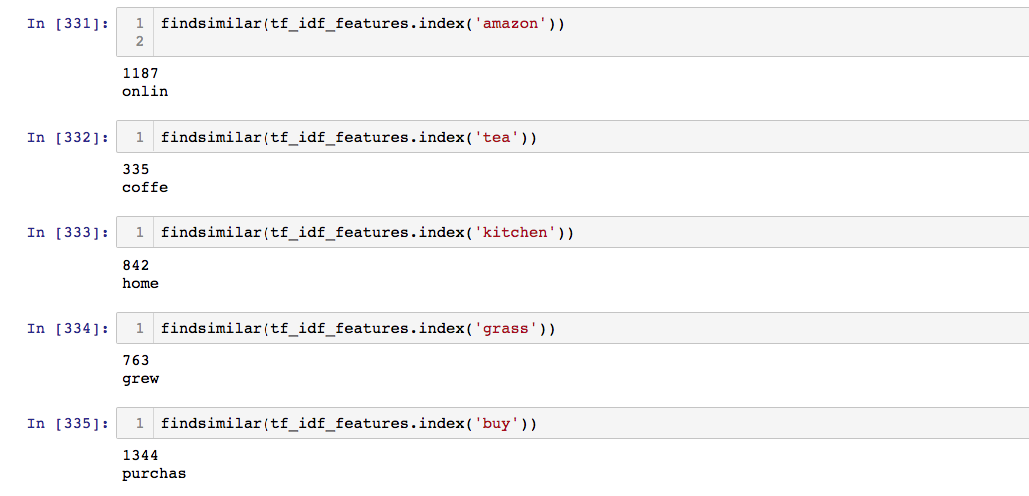 In [331]: 1 findsimilar(tf_idf_features.index('amazon'))
2
1187
onlin
In [332]: 1 findsimilar(tf_idf_features.index('tea'))
335
coffe
In [333]: 1 findsimilar(tf_idf_features.index('kitchen'))
842
home
In [334]: 1 findsimilar(tf_idf_features.index('grass'))
763
grew
In [335]: 1 findsimilar(tf_idf_features.index('buy'))
1344
purchas